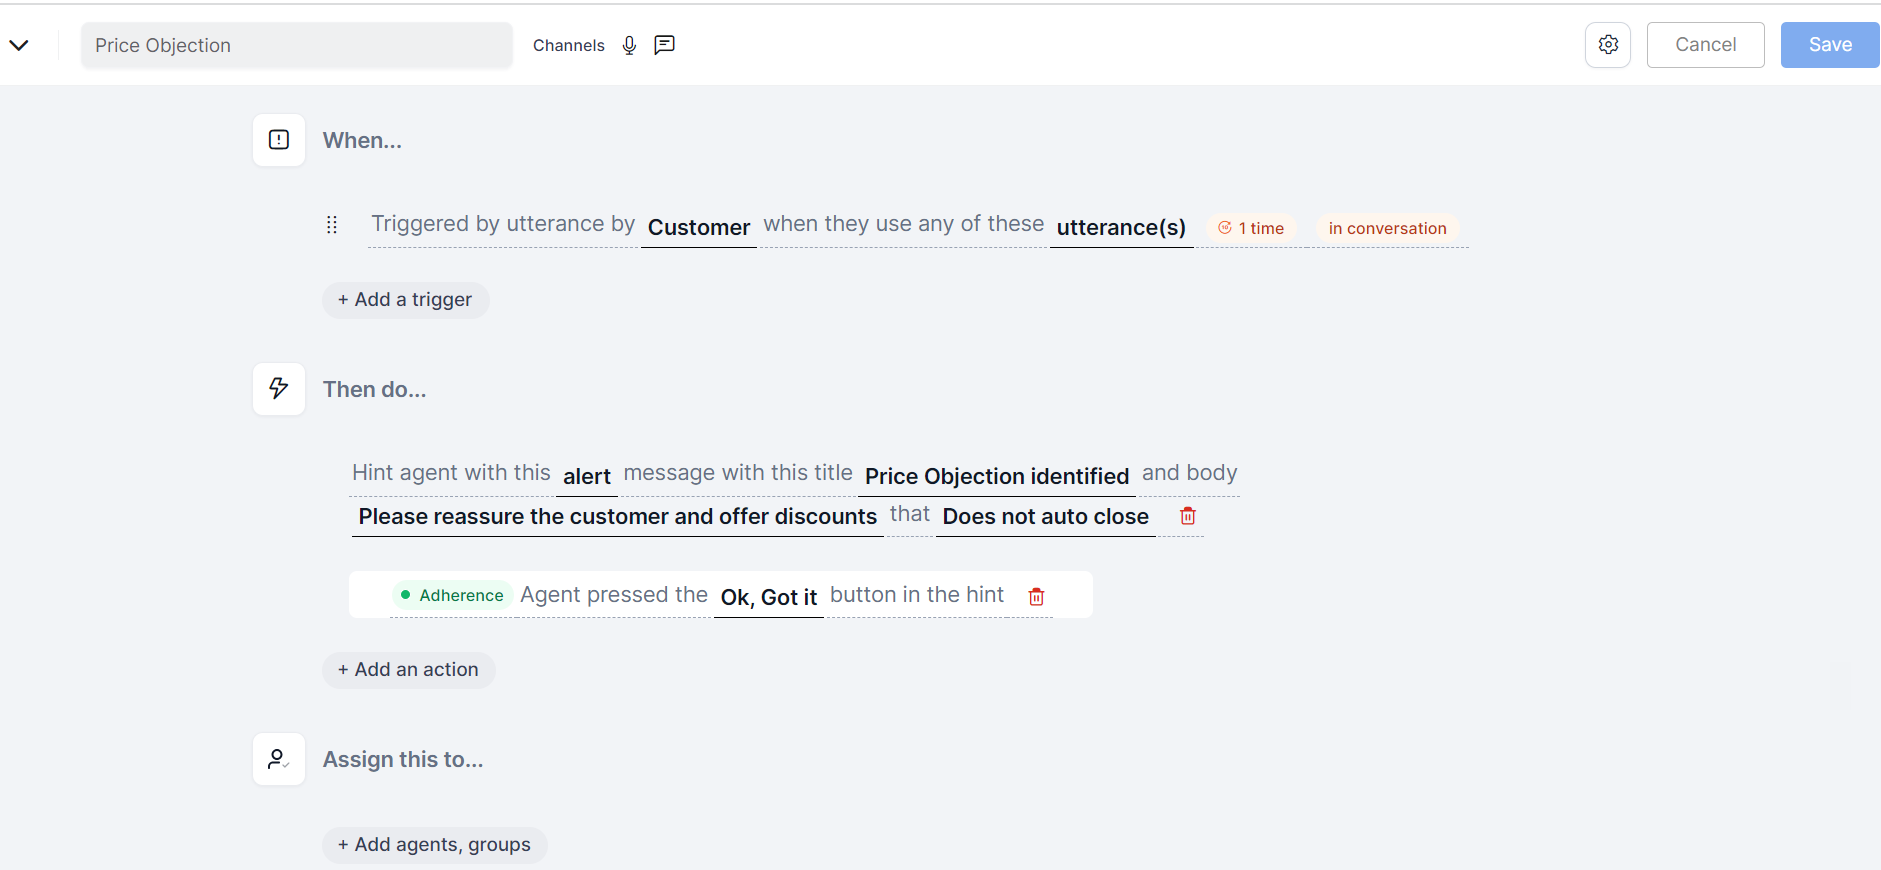 Price Objection Channels Cancel Save
When...
Triggered by utterance by Customer when they use any of these utterance(s) 1 time in conversation
+ Add a trigger
Then do...
Hint agent with this alert message with this title Price Objection identified and body
Please reassure the customer and offer discounts that Does not auto close
Adherence Agent pressed the Ok, Got it button in the hint
+ Add an action
Assign this to...
+ Add agents, groups